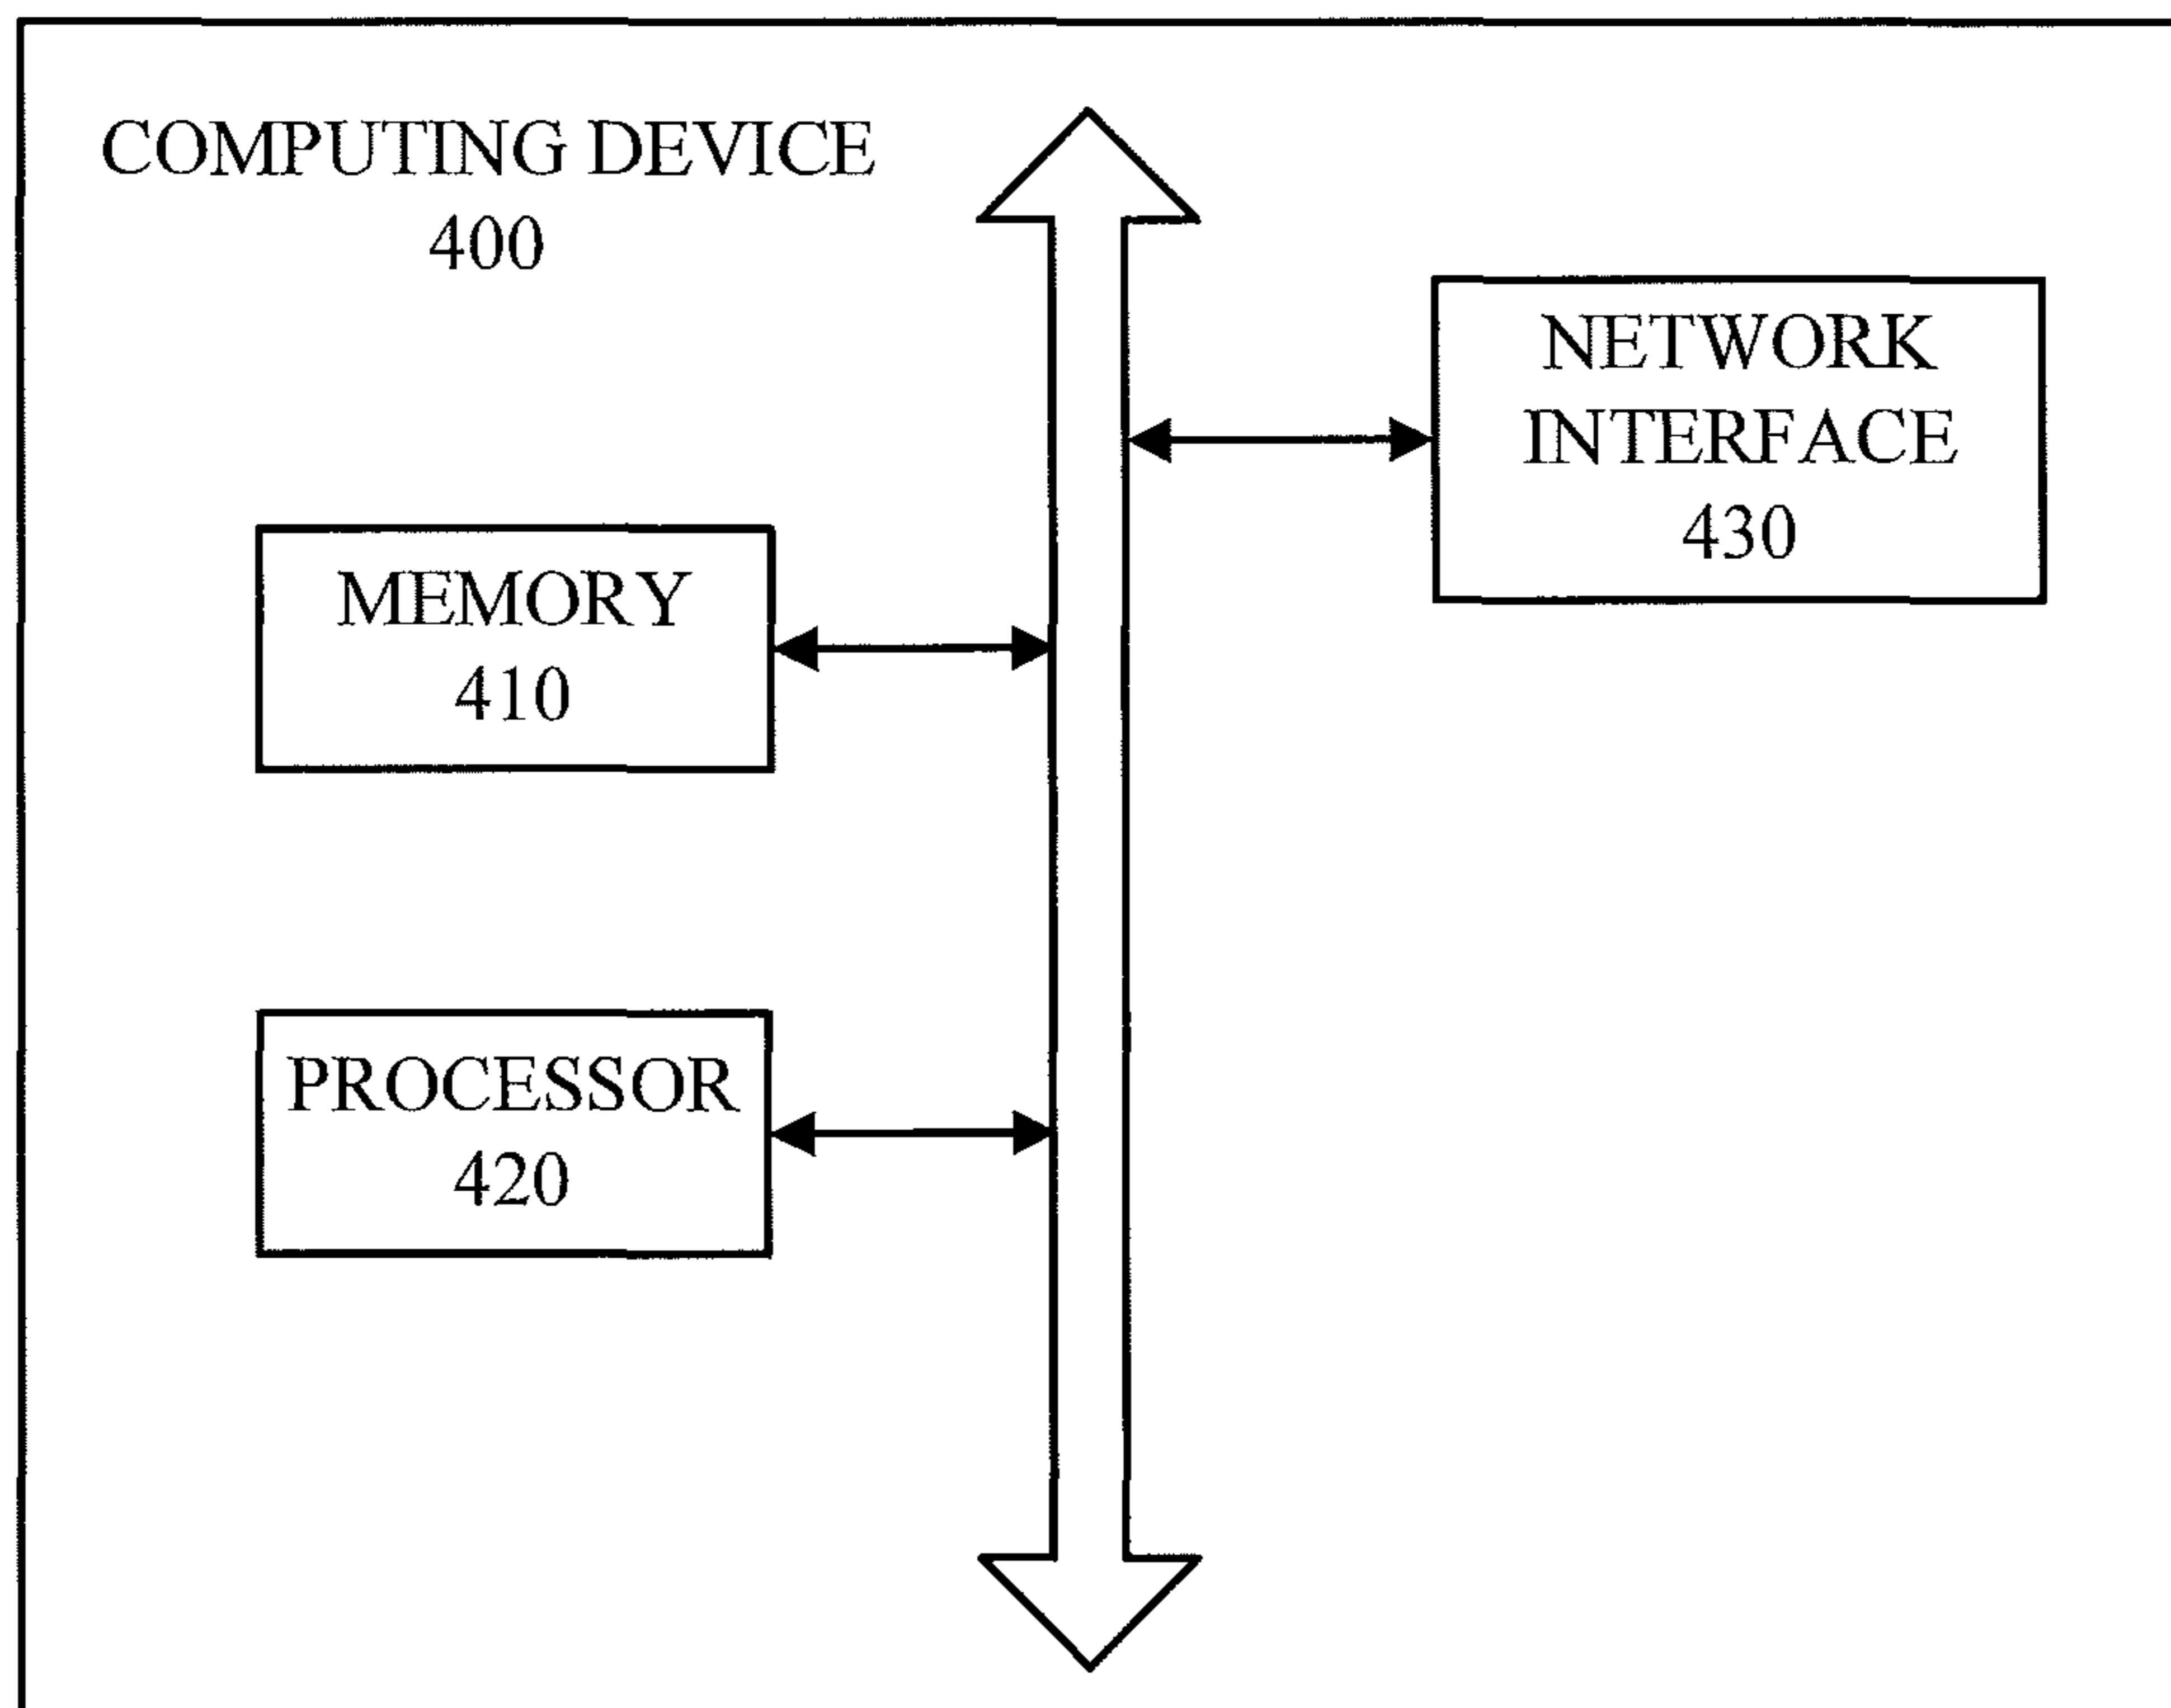 COMPUTING DEVICE
400
NETWORK
INTERFACE
430
MEMORY
410
PROCESSOR
420